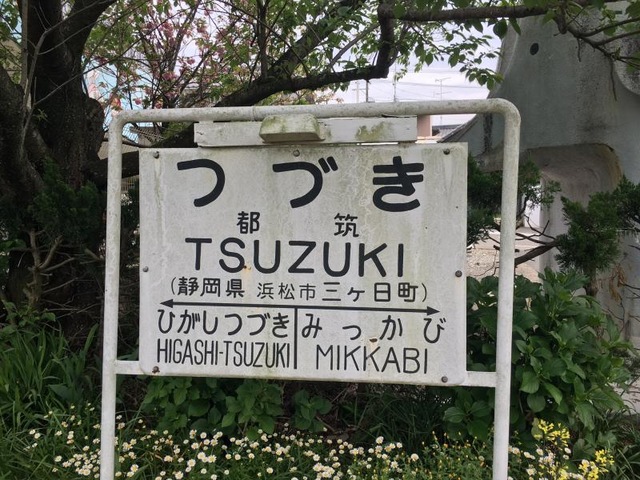 つづき
都筑
TSUZUKI
(静岡県 浜松市三ケ日町)
ひがしつづき みっかび
HIGASHI-TSUZUKI MIKKABI